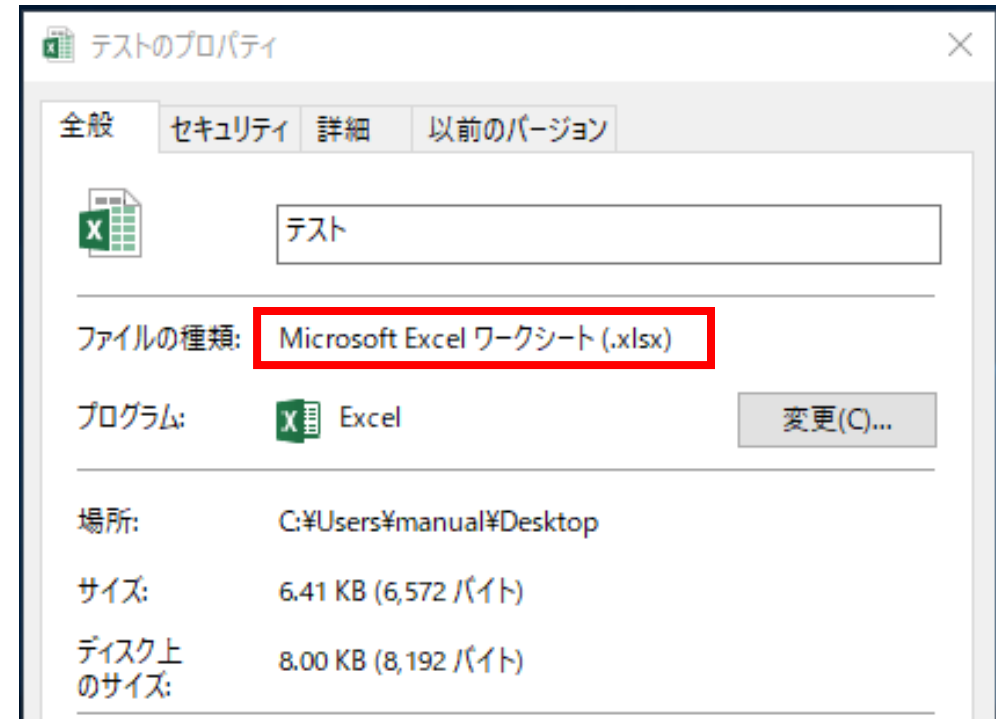 テストのプロパティ
全般 セキュリティ 詳細 以前のバージョン
テスト
ファイルの種類: Microsoft Excel ワークシート (.xlsx)
プログラム: Excel 変更(C)...
場所: C:¥Users¥manual¥Desktop
サイズ: 6.41 KB (6,572 バイト)
ディスク上
のサイズ: 8.00 KB (8,192 バイト)